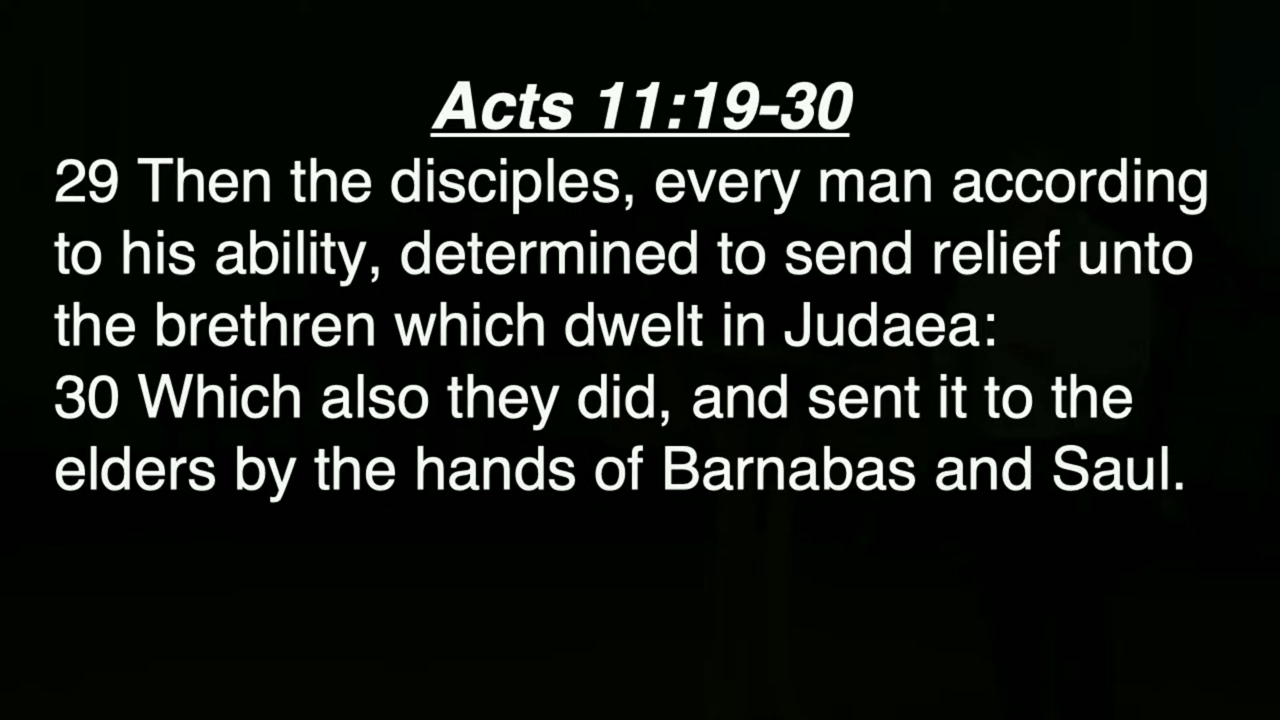 Acts 11:19-30
29 Then the disciples, every man according
to his ability, determined to send relief unto
the brethren which dwelt in Judaea:
30 Which also they did, and sent it to the
elders by the hands of Barnabas and Saul.